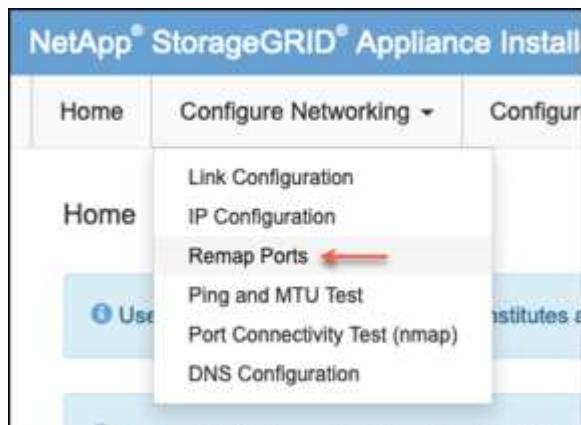 NetApp® StorageGRID® Appliance Install
Home Configure Networking Configur
Link Configuration
Home
IP Configuration
Remap Ports
Ping and MTU Test
Use
nstitutes a
Port Connectivity Test (nmap)
DNS Configuration